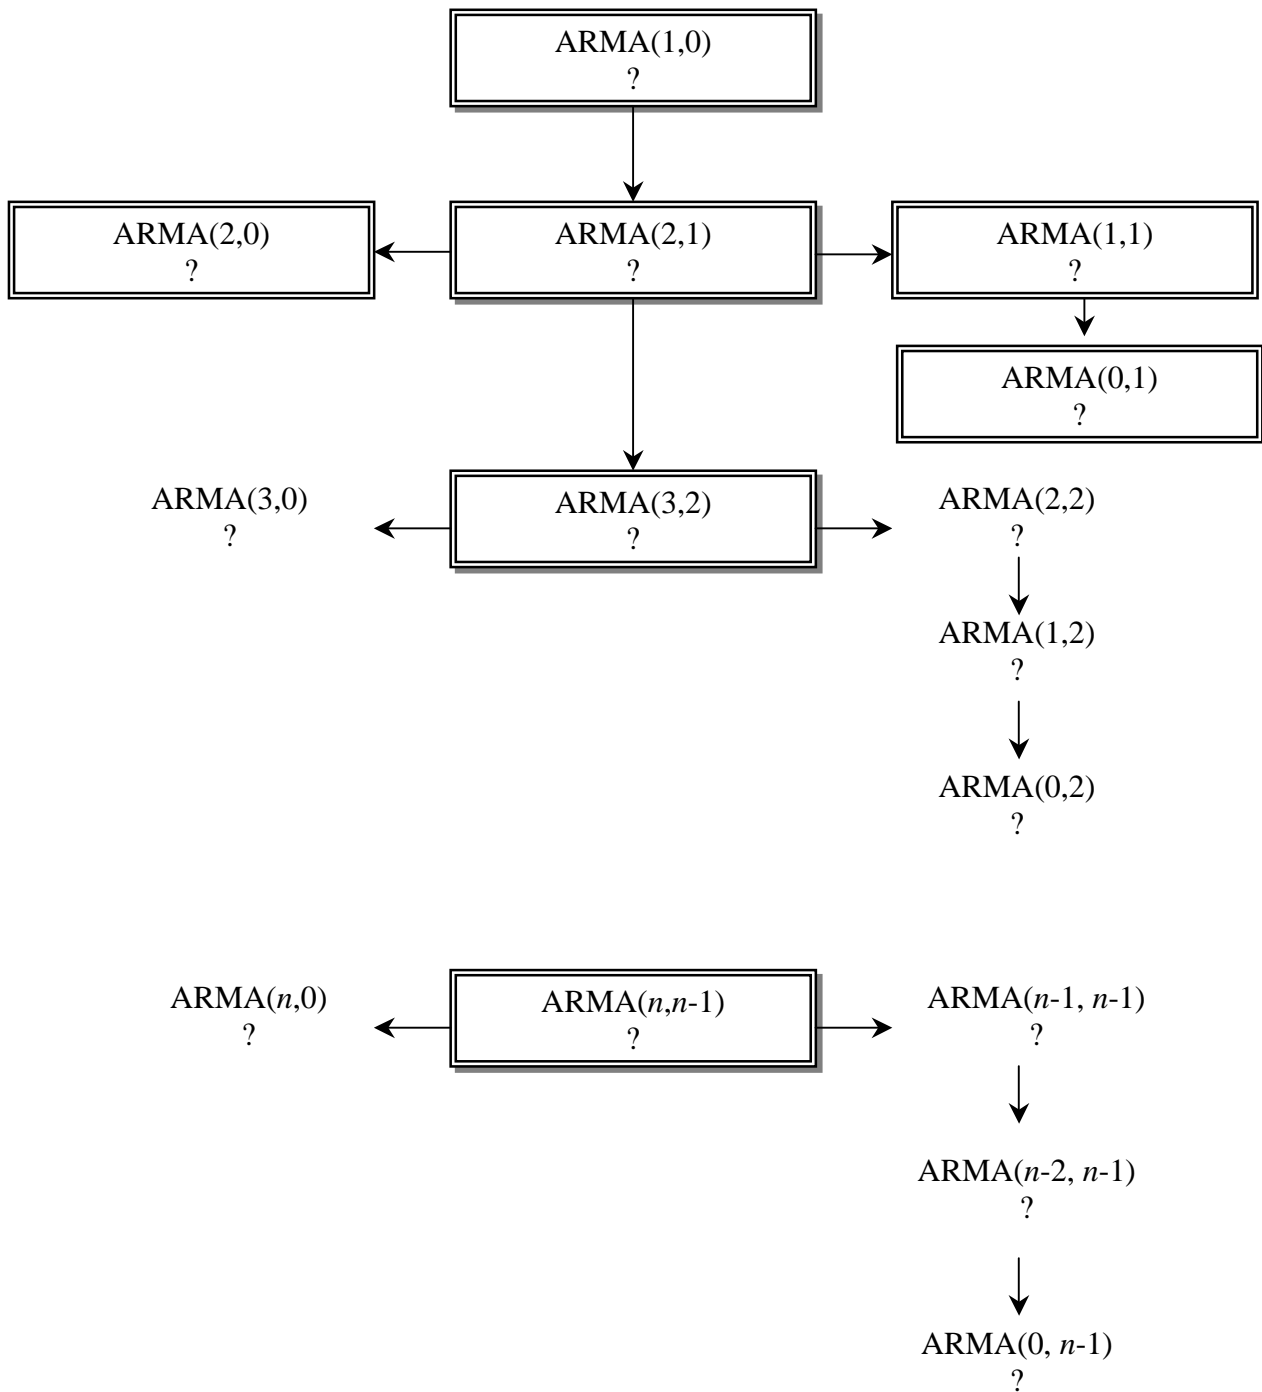 ARMA(1,0)
?
ARMA(2,0)
?
ARMA(2,1)
?
ARMA(1,1)
?
ARMA(0,1)
?
ARMA(3,0)
?
ARMA(3,2)
?
ARMA(2,2)
?
ARMA(1,2)
?
ARMA(0,2)
?
ARMA(n,0)
?
ARMA(n,n-1)
?
ARMA(n-1, n-1)
?
ARMA(n-2, n-1)
?
ARMA(0, n-1)
?